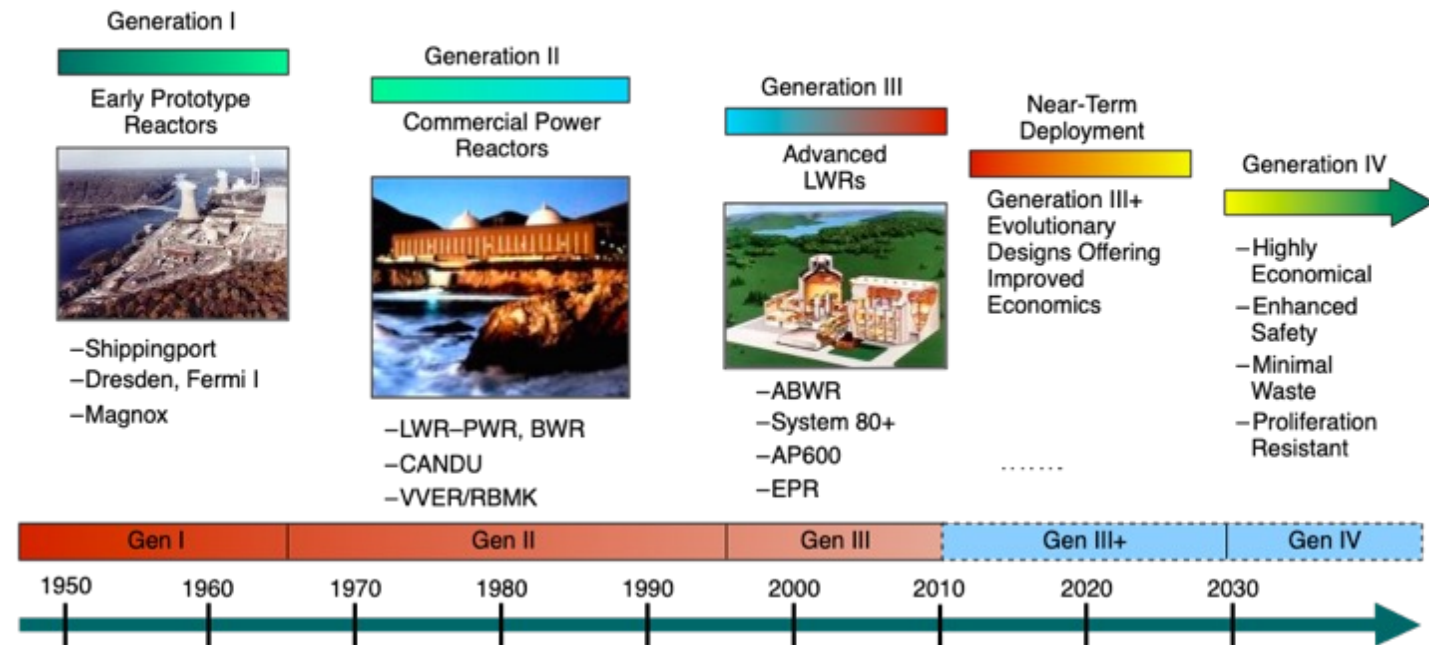 Generation I
Early Prototype
Reactors
–Shippingport
–Dresden, Fermi I
–Magnox
Generation II
Commercial Power
Reactors
–LWR–PWR, BWR
–CANDU
–VVER/RBMK
Generation III
Advanced
LWRs
–ABWR
–System 80+
–AP600
–EPR
Near-Term
Deployment
Generation III+
Evolutionary
Designs Offering
Improved
Economics
.......
Generation IV
–Highly
Economical
–Enhanced
Safety
–Minimal
Waste
–Proliferation
Resistant
Gen I
Gen II
Gen III
Gen III+
Gen IV
1950
1960
1970
1980
1990
2000
2010
2020
2030